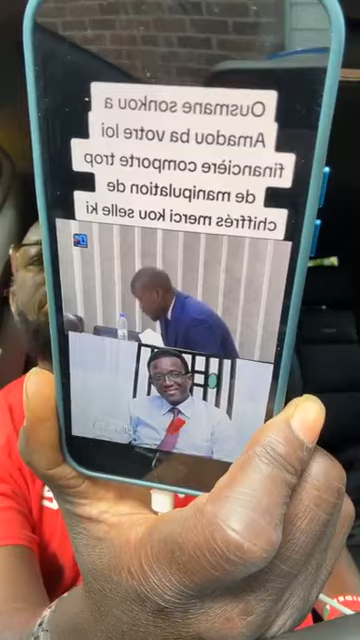 Ousmane sonkou a
Amadou ba votre loi
financière comporte trop
de manipulation de
chiffrés merci kou selle ki